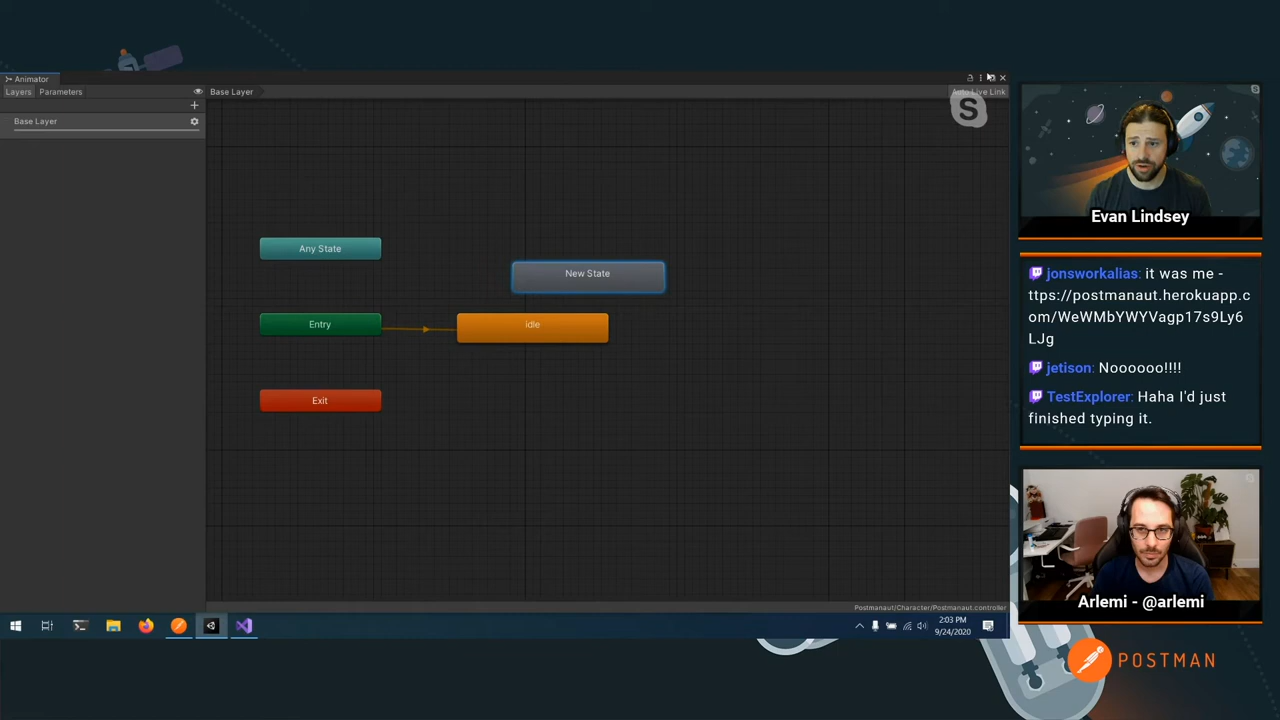 Animator
Layers Parameters
Base Layer
Auto Live Link
Base Layer
S
Any State
New State
Entry
idle
Exit
Postmanaut/Character/Postmanaut.controller
2:03 PM
9/24/2020
Evan Lindsey
jonsworkalias: it was me -
ttps://postmanaut.herokuapp.c
om/WeWMbYWYVagp17s9Ly6
LJg
jetison: Nooooo!!!!
TestExplorer: Haha I'd just
finished typing it.
Arlemi - @arlemi
POSTMAN